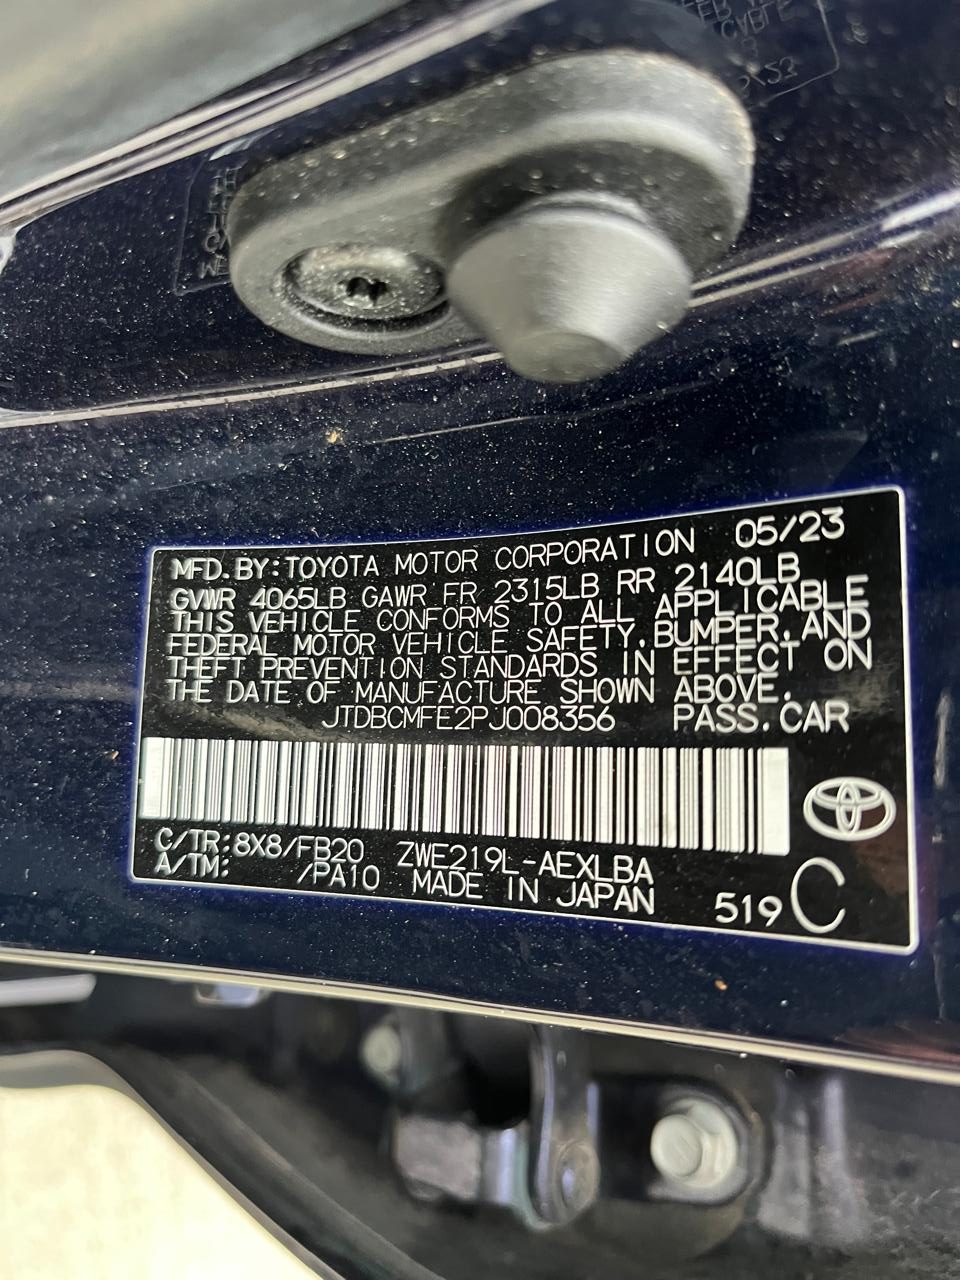 MFD. BY: TOYOTA MOTOR CORPORATION 05/23
GVWR 4065LB GAWR FR 2315LB RR 2140LB
THIS VEHICLE CONFORMS TO ALL APPLICABLE
FEDERAL MOTOR VEHICLE SAFETY, BUMPER, AND
THEFT PREVENTION STANDARDS IN EFFECT ON
THE DATE OF MANUFACTURE SHOWN ABOVE.
JTDBCMFE2PJ008356 PASS. CAR
C/TR: 8X8/FB20 ZWE219L-AEXLBA
A/TM: /PA10 MADE IN JAPAN
519 C